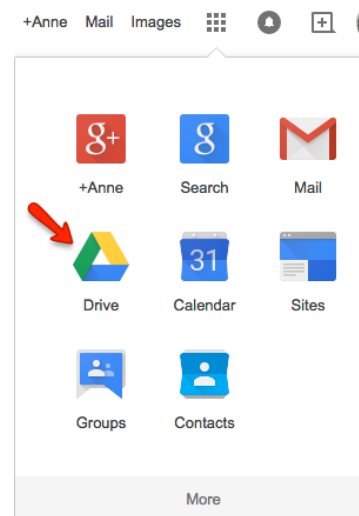 +Anne Mail Images
g+ g
+Anne Search Mail
31
Drive Calendar Sites
Groups Contacts
More